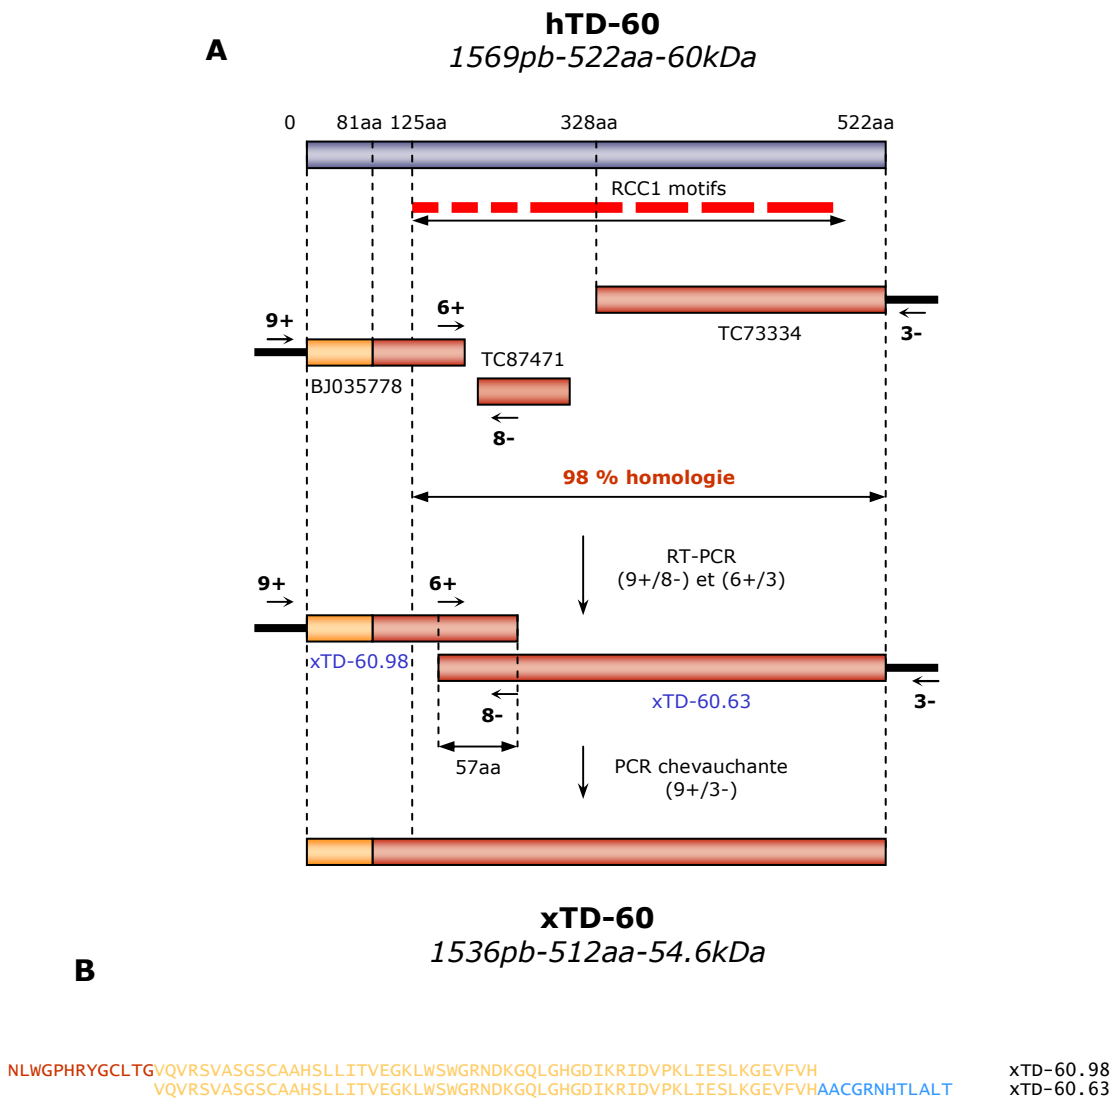 A
hTD-60
1569pb-522aa-60kDa
0 81aa 125aa 328aa 522aa
RCC1 motifs
6+
9+
TC73334
3-
TC87471
BJ035778
8-
98 % homologie
RT-PCR
(9+/8-) et (6+/3)
9+ 6+
xTD-60.98
xTD-60.63
3-
8-
57aa
PCR chevauchante
(9+/3-)
xTD-60
1536pb-512aa-54.6kDa
B
NLWGPHRYGCLTGVQVRSVASGSCAAHSLLITVEGKLWSWGRNDKGQLGHGDIKRIDVPKLIESLKGEVFVH xTD-60.98
VQVRSVASGSCAAHSLLITVEGKLWSWGRNDKGQLGHGDIKRIDVPKLIESLKGEVFVHAACGRNHTLALT xTD-60.63